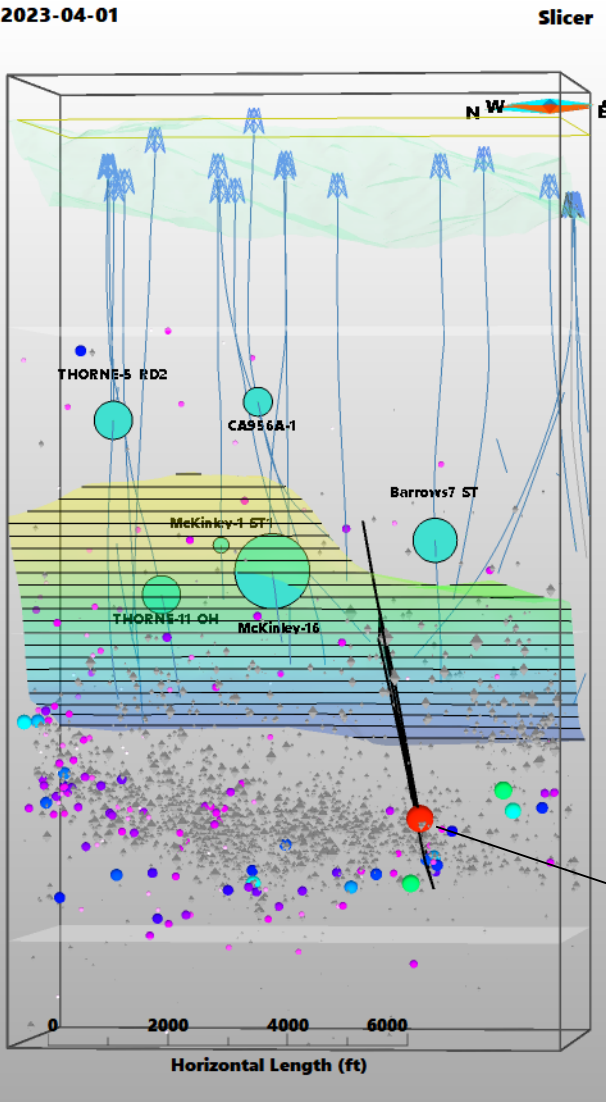 2023-04-01
Slicer
N W E
THORNE-5 RD2
CA956A-1
Barrows7 ST
McKinley-1 ST1
THORNE-11 OH
McKinley-16
0 2000 4000 6000
Horizontal Length (ft)